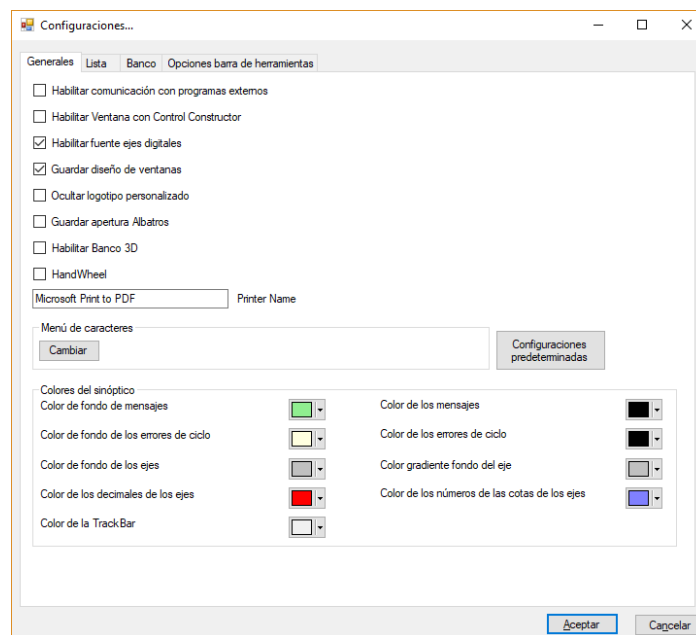 Configuraciones...
Generales Lista Banco Opciones barra de herramientas
Habilitar comunicación con programas externos
Habilitar Ventana con Control Constructor
Habilitar fuente ejes digitales
Guardar diseño de ventanas
Ocultar logotipo personalizado
Guardar apertura Albatros
Habilitar Banco 3D
HandWheel
Microsoft Print to PDF Printer Name
Menú de caracteres
Cambiar
Configuraciones
predeterminadas
Colores del sinóptico
Color de fondo de mensajes Color de los mensajes
Color de fondo de los errores de ciclo Color de los errores de ciclo
Color de fondo de los ejes Color gradiente fondo del eje
Color de los decimales de los ejes Color de los números de las cotas de los ejes
Color de la TrackBar
Aceptar Cancelar